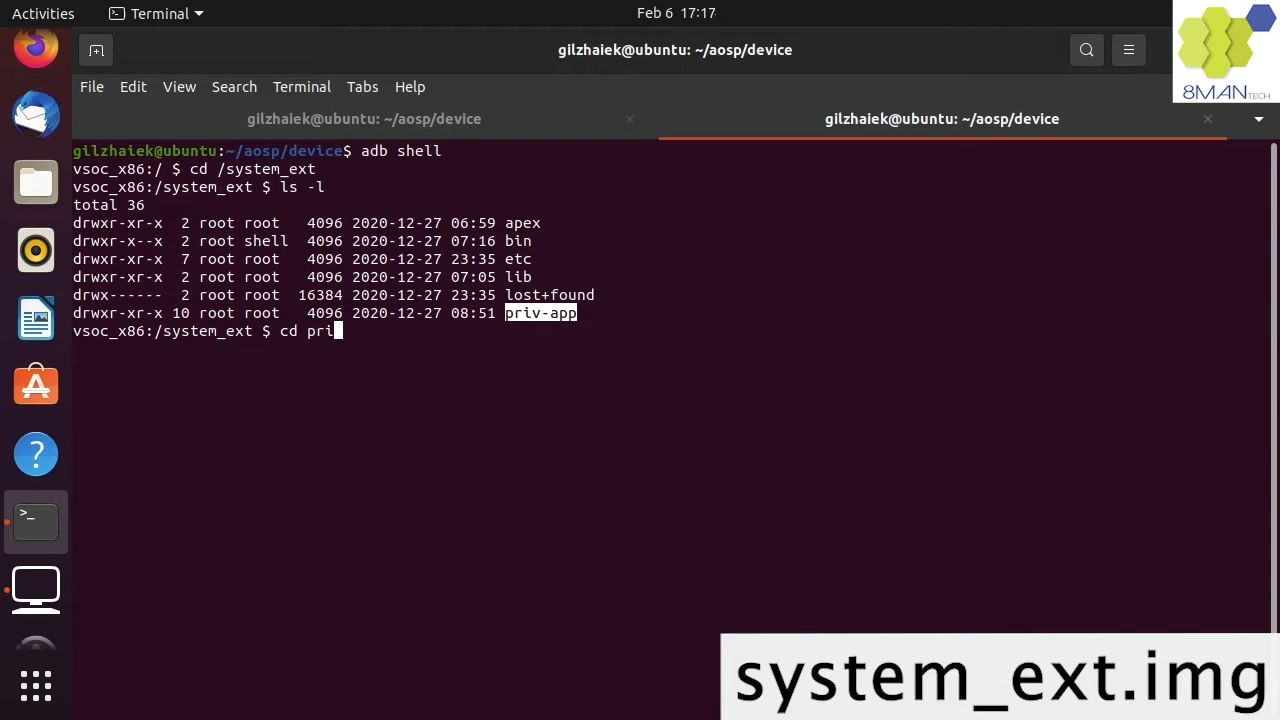 Activities
Terminal
Feb 6 17:17
8MANTECH
gilzhaiek@ubuntu: ~/aosp/device
File Edit View Search Terminal Tabs Help
gilzhaiek@ubuntu: ~/aosp/device
gilzhaiek@ubuntu: ~/aosp/device
gilzhaiek@ubuntu:~/aosp/device$ adb shell
vsoc_x86:/ $ cd /system_ext
vsoc_x86:/system_ext $ ls -l
total 36
drwxr-xr-x  2 root root   4096 2020-12-27 06:59 apex
drwxr-x--x  2 root shell  4096 2020-12-27 07:16 bin
drwxr-xr-x  7 root root   4096 2020-12-27 23:35 etc
drwxr-xr-x  2 root root   4096 2020-12-27 07:05 lib
drwx------  2 root root  16384 2020-12-27 23:35 lost+found
drwxr-xr-x 10 root root   4096 2020-12-27 08:51 priv-app
vsoc_x86:/system_ext $ cd pri
system_ext.img